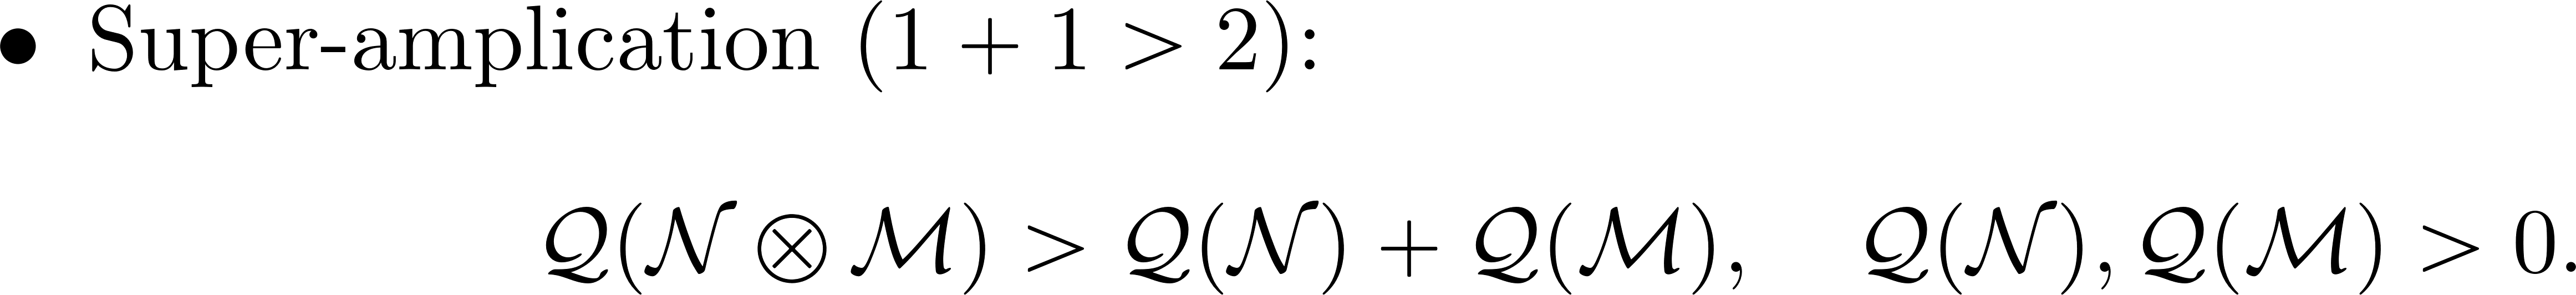 • Super-amplication (1 + 1 > 2):
𝒬(𝒩 ⊗ ℳ) > 𝒬(𝒩) + 𝒬(ℳ), 𝒬(𝒩), 𝒬(ℳ) > 0.